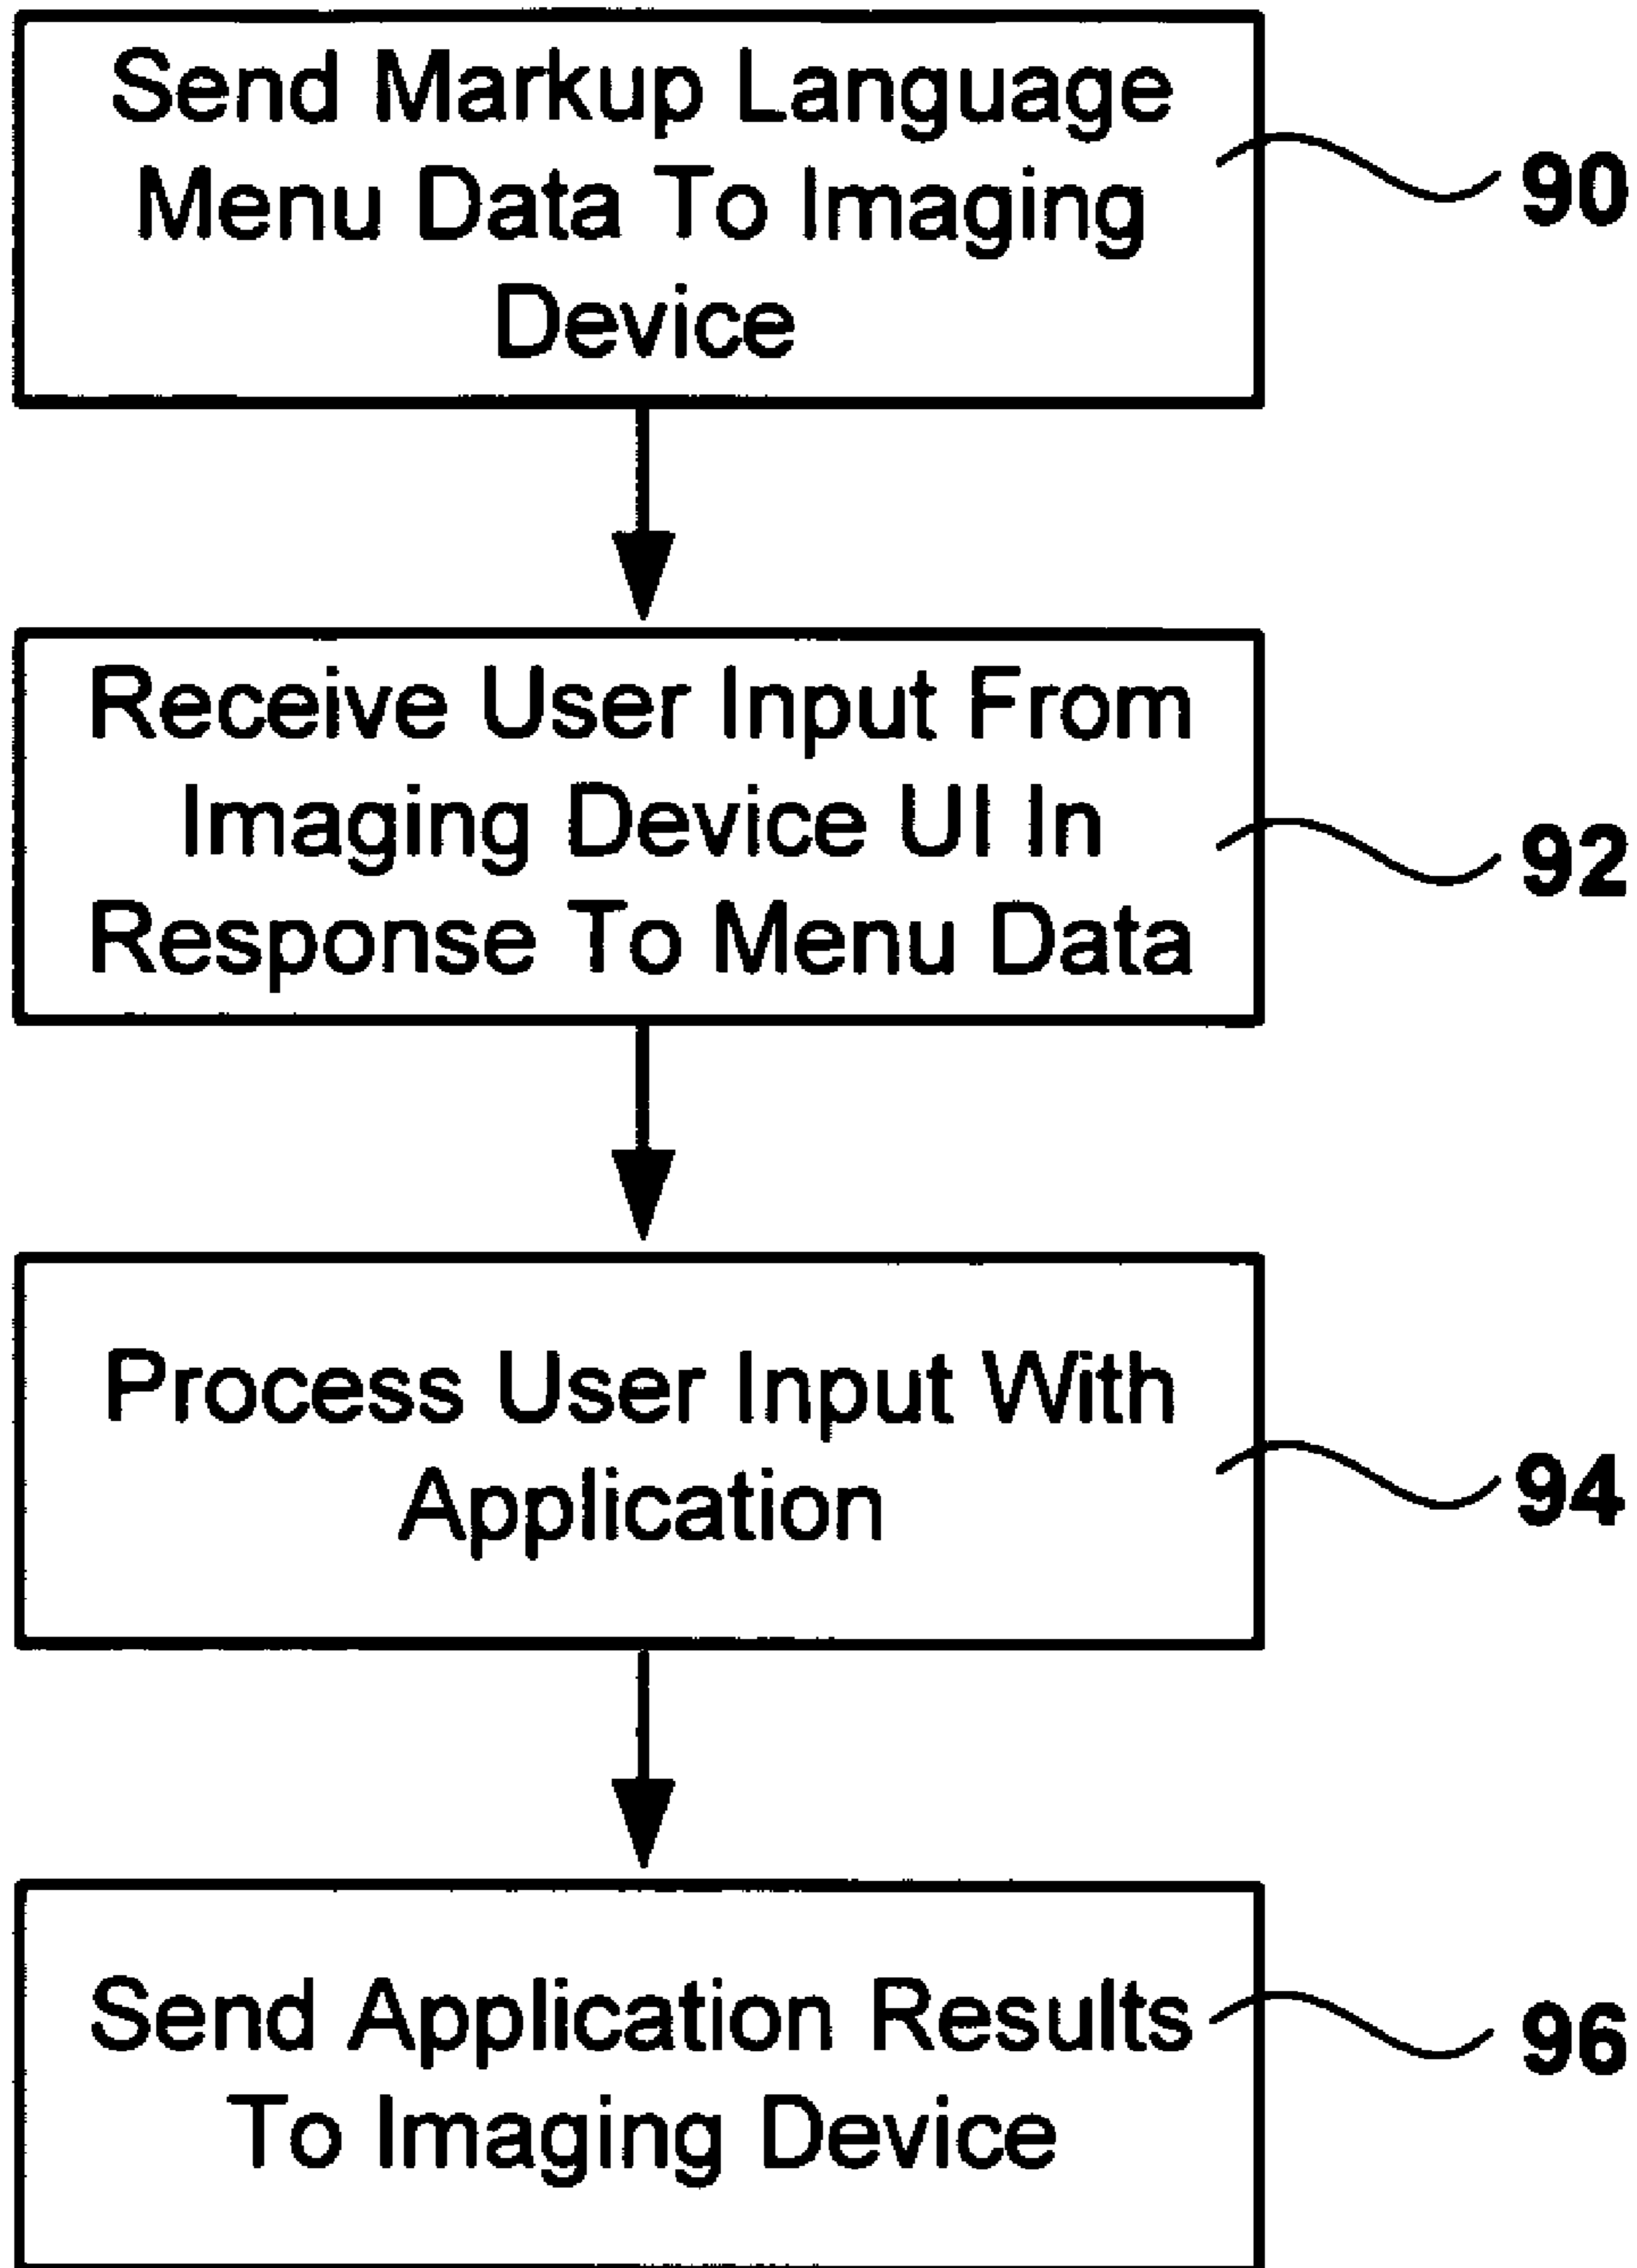 Send Markup Language
Menu Data To Imaging
Device
90
Receive User Input From
Imaging Device UI In
Response To Menu Data
92
Process User Input With
Application
94
Send Application Results
To Imaging Device
96